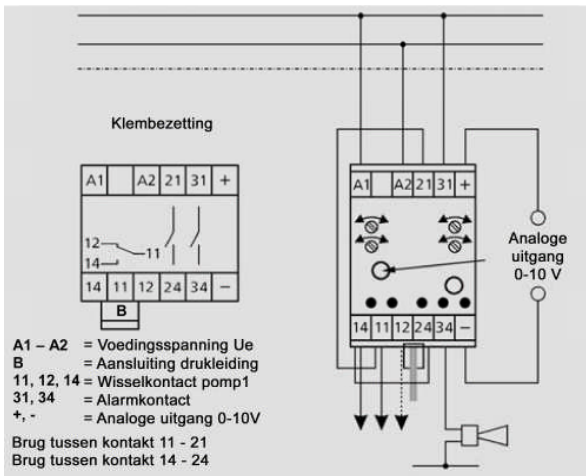 Klembezetting
A1 A2 21 31 +
12
11
14
14 11 12 24 34 −
B
A1 – A2 = Voedingsspanning Ue
B = Aansluiting drukleiding
11, 12, 14 = Wisselkontact pomp1
31, 34 = Alarmkontact
+, - = Analoge uitgang 0-10V
Brug tussen kontakt 11 - 21
Brug tussen kontakt 14 - 24
A1 A2 21 31 +
14 11 12 24 34 −
Analoge
uitgang
0-10 V